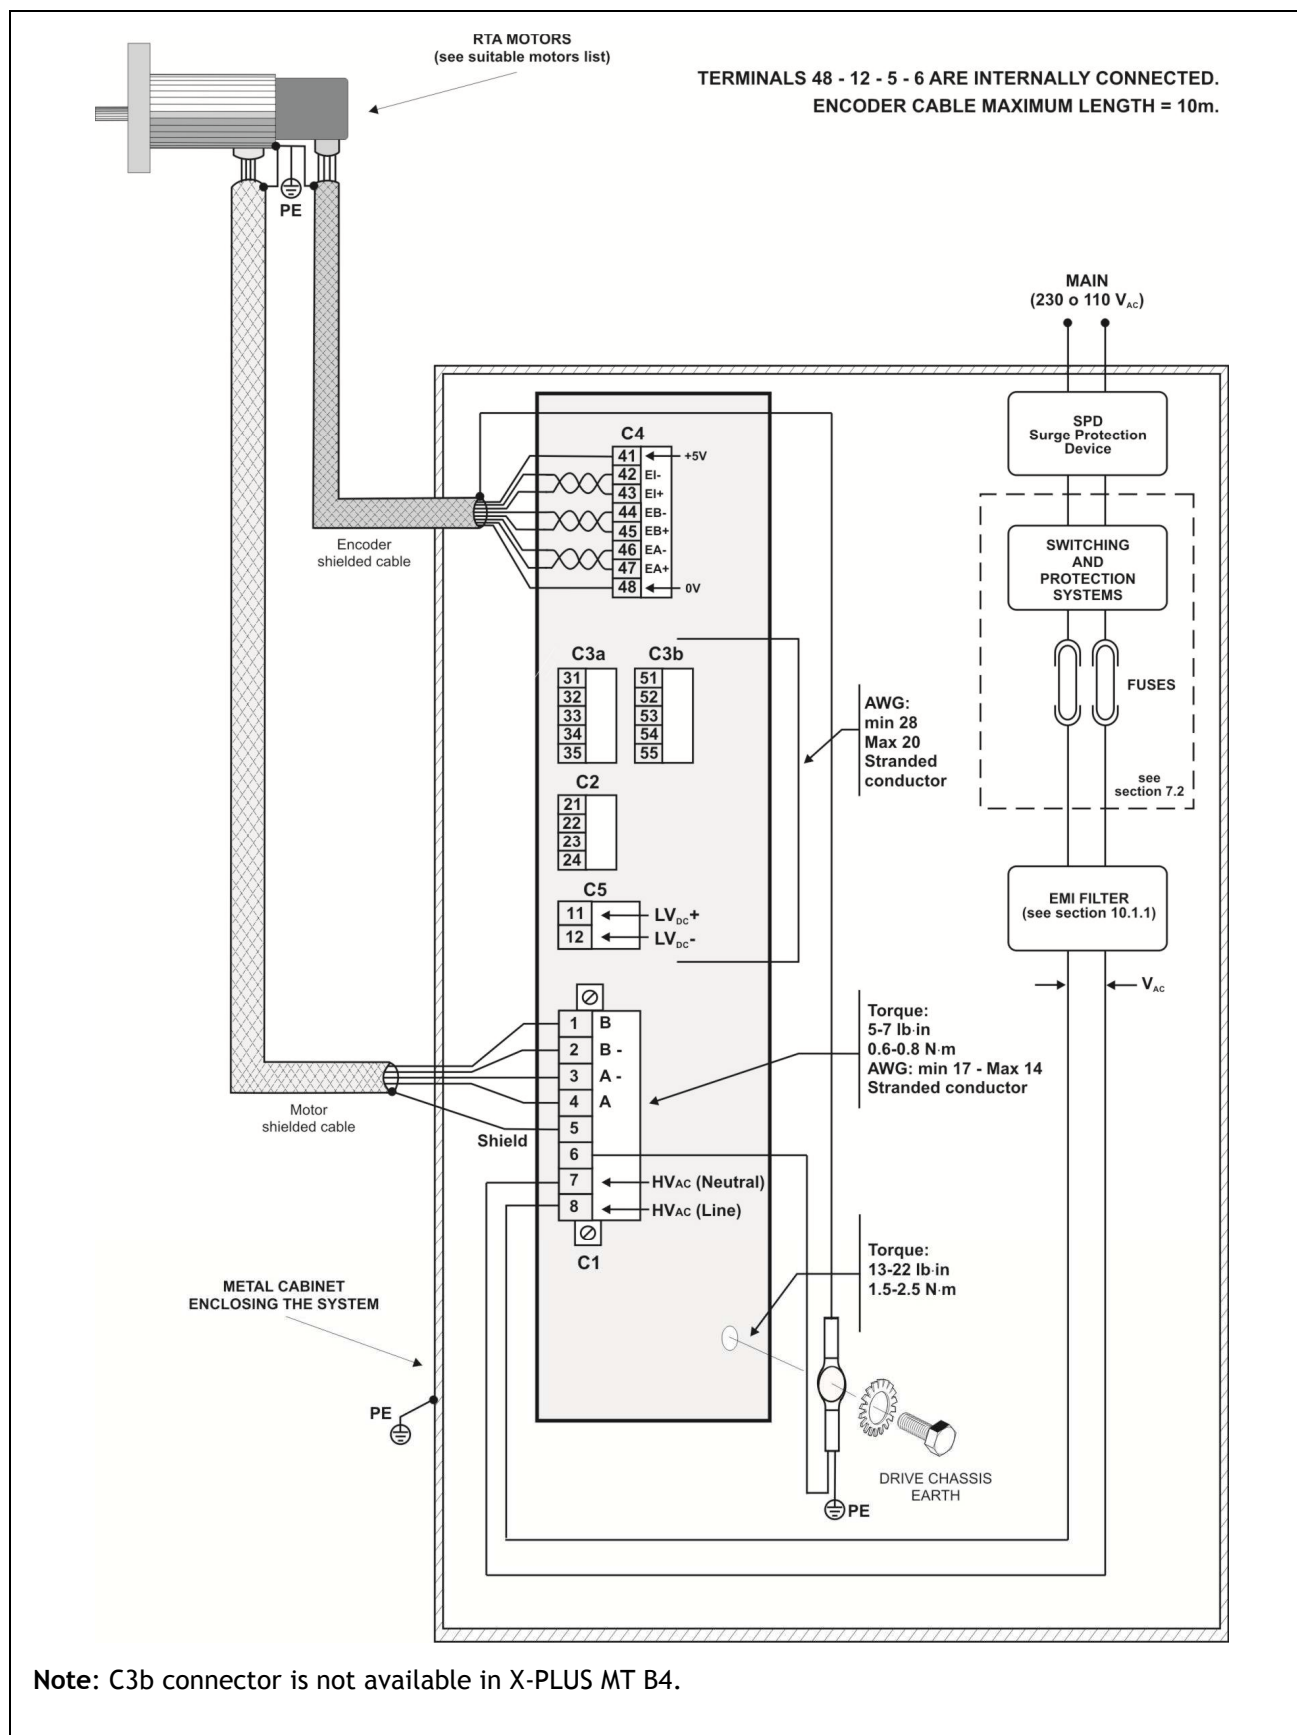 RTA MOTORS
(see suitable motors list)
TERMINALS 48 - 12 - 5 - 6 ARE INTERNALLY CONNECTED.
ENCODER CABLE MAXIMUM LENGTH = 10m.
PE
MAIN
(230 o 110 VAC)
SPD
Surge Protection
Device
C4
41 +5V
42 EI-
43 EI+
44 EB-
45 EB+
46 EA-
47 EA+
48 0V
Encoder
shielded cable
SWITCHING
AND
PROTECTION
SYSTEMS
FUSES
see
section 7.2
C3a
31
32
33
34
35
C3b
51
52
53
54
55
AWG:
min 28
Max 20
Stranded
conductor
C2
21
22
23
24
C5
11 LVDC+
12 LVDC-
EMI FILTER
(see section 10.1.1)
VAC
1 B
2 B -
3 A -
4 A
5
6
7 HVAC (Neutral)
8 HVAC (Line)
C1
Torque:
5-7 lb·in
0.6-0.8 N·m
AWG: min 17 - Max 14
Stranded conductor
Motor
shielded cable
Shield
Torque:
13-22 lb·in
1.5-2.5 N·m
METAL CABINET
ENCLOSING THE SYSTEM
PE
DRIVE CHASSIS
EARTH
PE
Note: C3b connector is not available in X-PLUS MT B4.